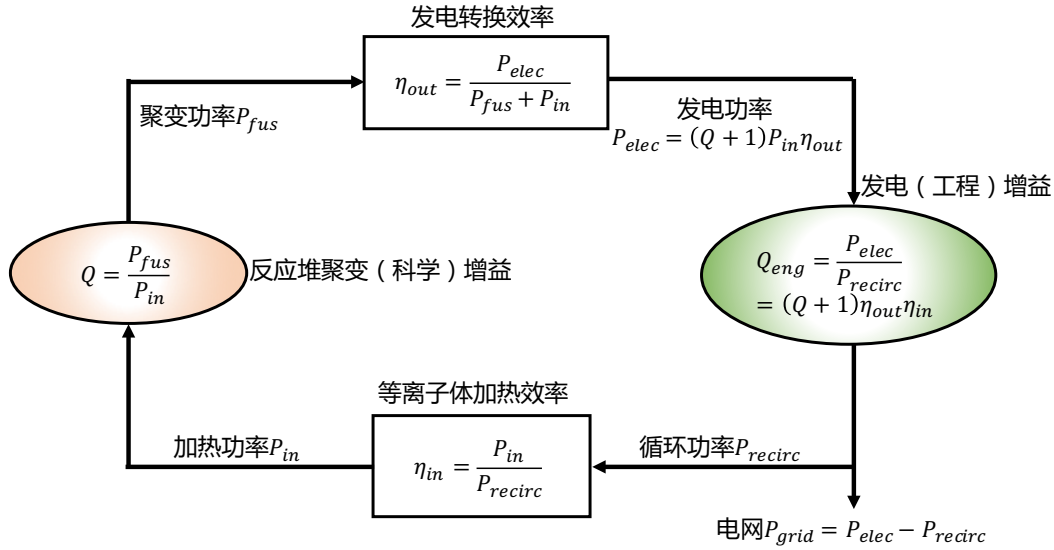 发电转换效率
η_out = P_elec / (P_fus + P_in)
聚变功率P_fus
发电功率
P_elec = (Q + 1)P_in η_out
发电（工程）增益
Q = P_fus / P_in
反应堆聚变（科学）增益
Q_eng = P_elec / P_recirc
= (Q + 1)η_out η_in
等离子体加热效率
加热功率P_in
η_in = P_in / P_recirc
循环功率P_recirc
电网P_grid = P_elec − P_recirc